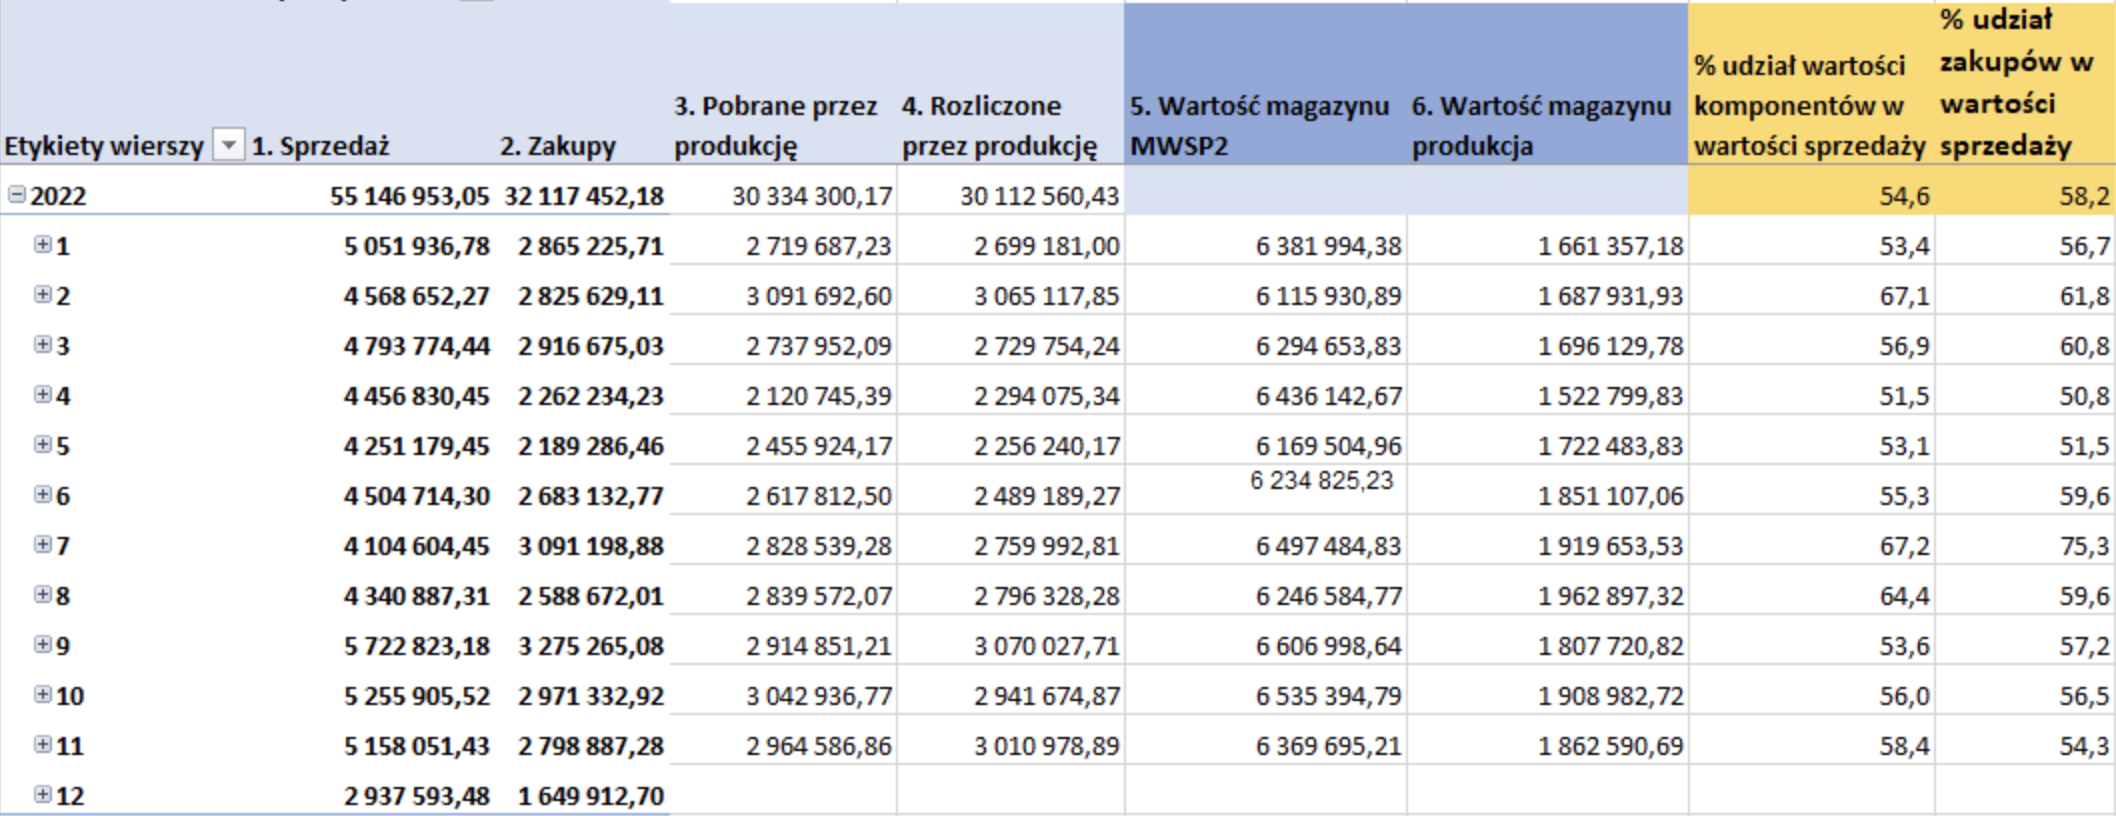 % udział
% udział wartości zakupów w
3. Pobrane przez 4. Rozliczone 5. Wartość magazynu 6. Wartość magazynu komponentów w wartości
Etykiety wierszy 1. Sprzedaż 2. Zakupy produkcję przez produkcję MWSP2 produkcja wartości sprzedaży sprzedaży
2022 55 146 953,05 32 117 452,18 30 334 300,17 30 112 560,43 54,6 58,2
1 5 051 936,78 2 865 225,71 2 719 687,23 2 699 181,00 6 381 994,38 1 661 357,18 53,4 56,7
2 4 568 652,27 2 825 629,11 3 091 692,60 3 065 117,85 6 115 930,89 1 687 931,93 67,1 61,8
3 4 793 774,44 2 916 675,03 2 737 952,09 2 729 754,24 6 294 653,83 1 696 129,78 56,9 60,8
4 4 456 830,45 2 262 234,23 2 120 745,39 2 294 075,34 6 436 142,67 1 522 799,83 51,5 50,8
5 4 251 179,45 2 189 286,46 2 455 924,17 2 256 240,17 6 169 504,96 1 722 483,83 53,1 51,5
6 4 504 714,30 2 683 132,77 2 617 812,50 2 489 189,27 6 234 825,23 1 851 107,06 55,3 59,6
7 4 104 604,45 3 091 198,88 2 828 539,28 2 759 992,81 6 497 484,83 1 919 653,53 67,2 75,3
8 4 340 887,31 2 588 672,01 2 839 572,07 2 796 328,28 6 246 584,77 1 962 897,32 64,4 59,6
9 5 722 823,18 3 275 265,08 2 914 851,21 3 070 027,71 6 606 998,64 1 807 720,82 53,6 57,2
10 5 255 905,52 2 971 332,92 3 042 936,77 2 941 674,87 6 535 394,79 1 908 982,72 56,0 56,5
11 5 158 051,43 2 798 887,28 2 964 586,86 3 010 978,89 6 369 695,21 1 862 590,69 58,4 54,3
12 2 937 593,48 1 649 912,70